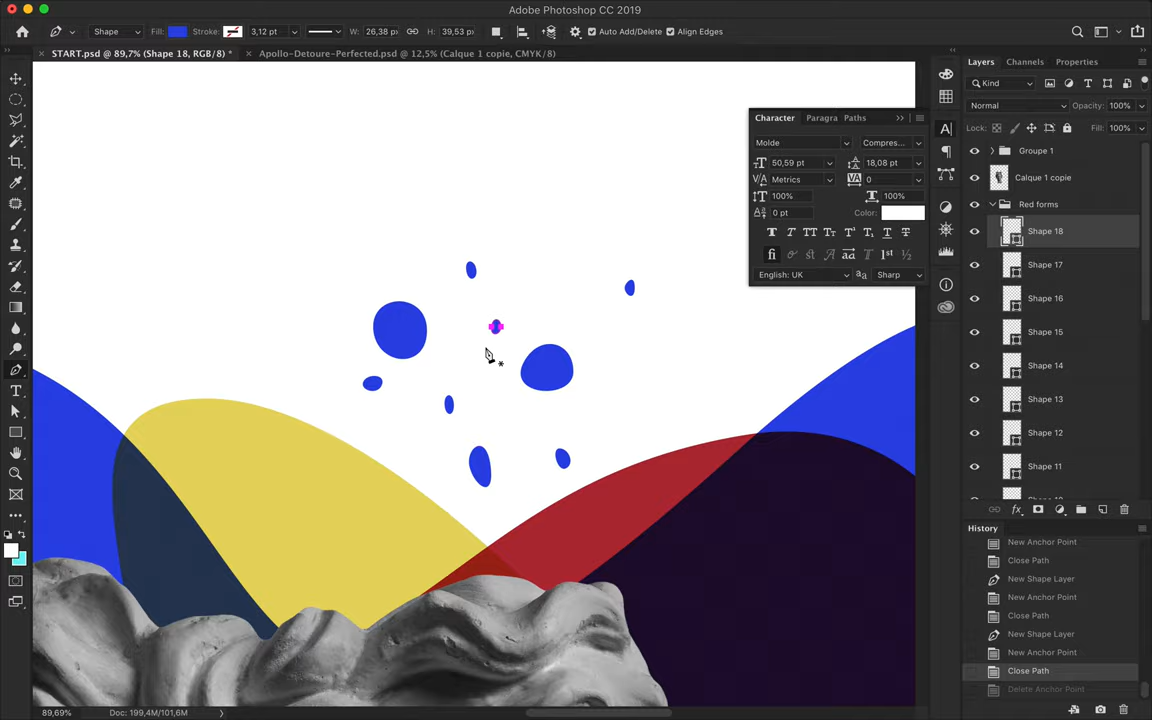 Adobe Photoshop CC 2019
Shape Fill: Stroke: 3,12 pt W: 26,38 p› H: 39,53 p› Auto Add/Delete Align Edges
START.psd @ 89,7% (Shape 18, RGB/8) * Apollo-Detoure-Perfected.psd @ 12,5% (Calque 1 copie, CMYK/8)
Layers Channels Properties
Kind
Normal Opacity: 100%
Lock: Fill: 100%
Groupe 1
Calque 1 copie
Red forms
Shape 18
Shape 17
Shape 16
Shape 15
Shape 14
Shape 13
Shape 12
Shape 11
Character Paragra Paths
Molde Compres...
50,59 pt 18,08 pt
Metrics 0
100% 100%
0 pt Color:
English: UK Sharp
History
New Anchor Point
Close Path
New Shape Layer
New Anchor Point
Close Path
New Shape Layer
New Anchor Point
Close Path
Delete Anchor Point
89,69% Doc: 199,4M/101,6M